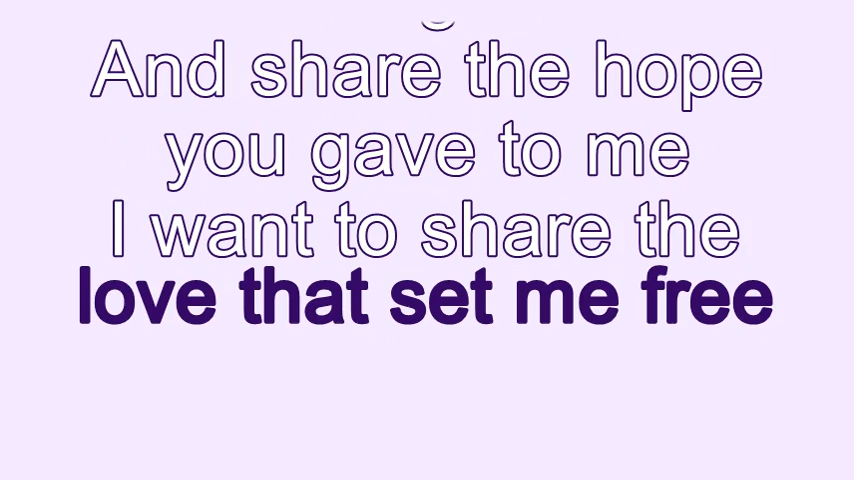 And share the hope
you gave to me
I want to share the
love that set me free